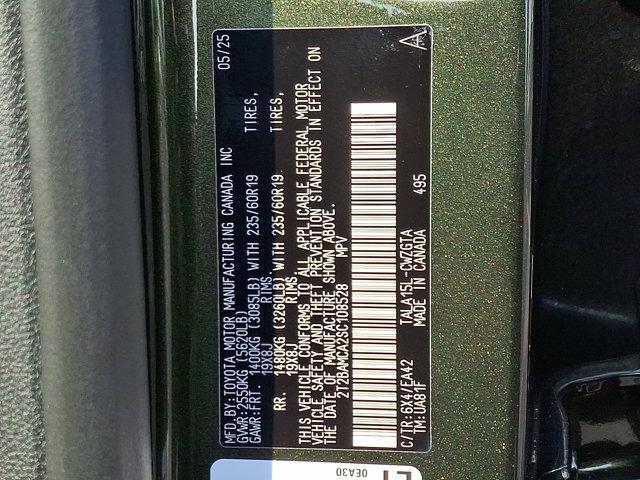 MFD.BY:TOYOTA MOTOR MANUFACTURING CANADA INC 05/25
GVWR:2550KG (5620LB)
GAWR:FRT. 1400KG (3085LB) WITH 235/60R19 TIRES,
19X8J RIMS,
RR. 1480KG (3260LB) WITH 235/60R19 TIRES,
19X8J RIMS
THIS VEHICLE CONFORMS TO ALL APPLICABLE FEDERAL MOTOR
VEHICLE SAFETY AND THEFT PREVENTION STANDARDS IN EFFECT ON
THE DATE OF MANUFACTURE SHOWN ABOVE.
2T2BAMCA2SC108528 MPV
C/TR:6X4/EA42 TALA15L-CWZGTA 495
TM:UA81F MADE IN CANADA A
0EA30